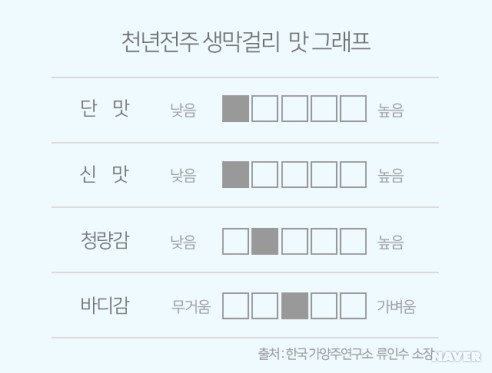 천년전주 생막걸리 맛 그래프
단 맛 낮음 높음
신 맛 낮음 높음
청량감 낮음 높음
바디감 무거움 가벼움
출처 : 한국 가양주연구소 류인수 소장
NAVER